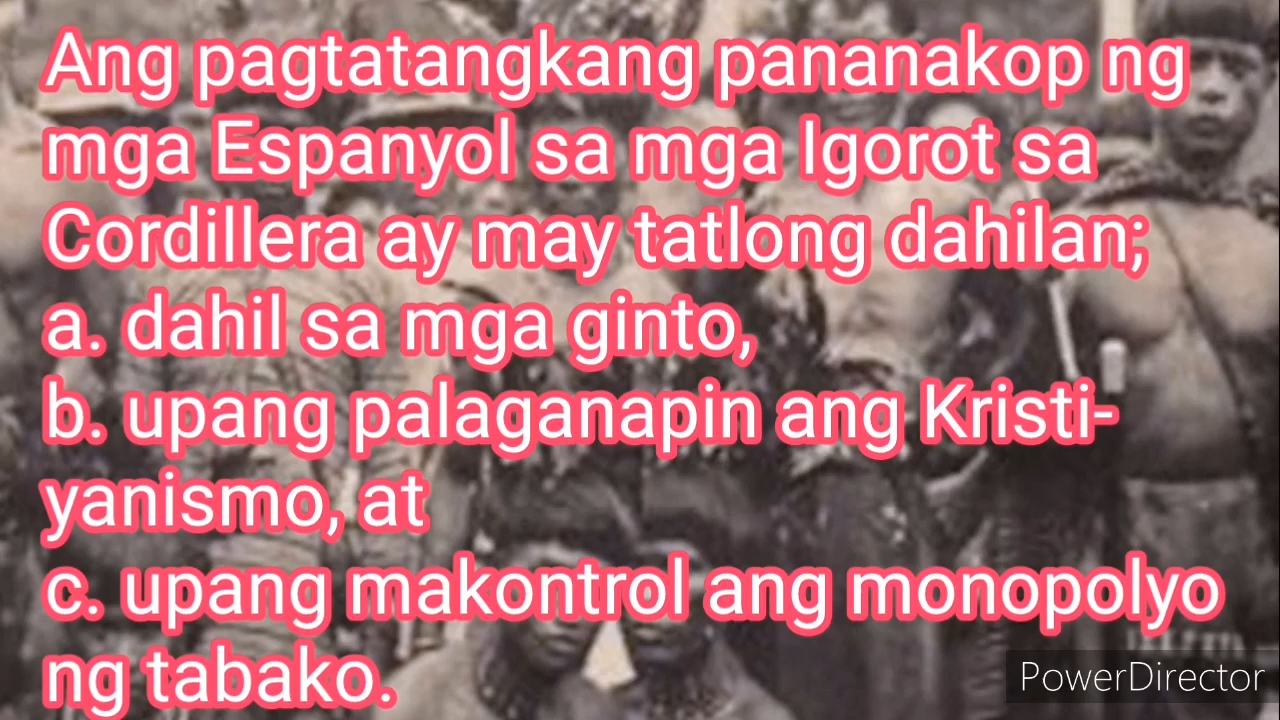 Ang pagtatangkang pananakop ng
mga Espanyol sa mga Igorot sa
Cordillera ay may tatlong dahilan;
a. dahil sa mga ginto,
b. upang palaganapin ang Kristi-
yanismo, at
c. upang makontrol ang monopolyo
ng tabako.
PowerDirector